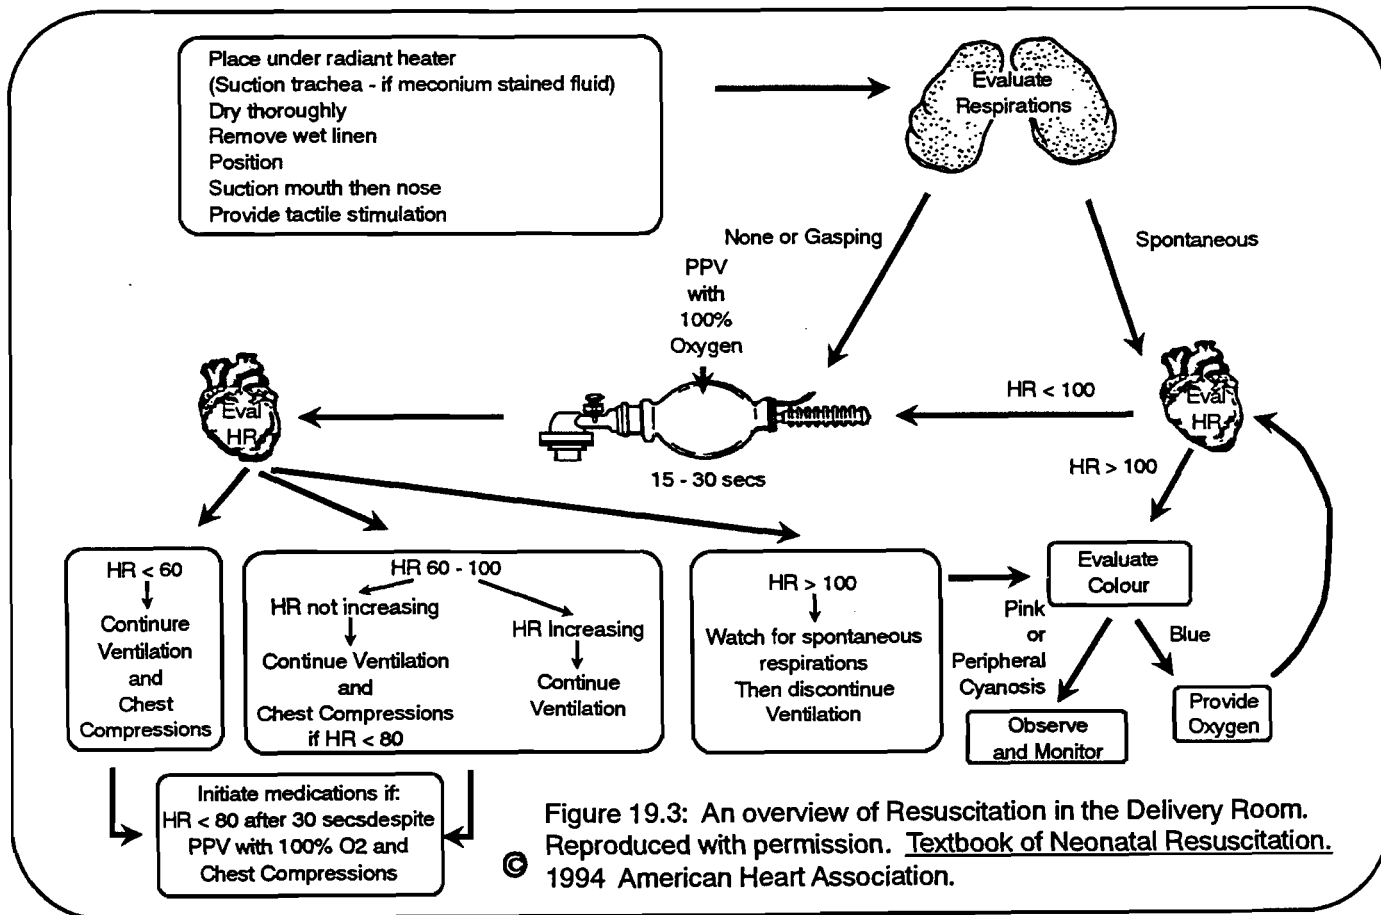 Place under radiant heater
(Suction trachea - if meconium stained fluid)
Dry thoroughly
Remove wet linen
Position
Suction mouth then nose
Provide tactile stimulation
Evaluate
Respirations
None or Gasping
Spontaneous
PPV
with
100%
Oxygen
15 - 30 secs
HR < 100
Eval
HR
HR > 100
Eval
HR
HR < 60
Continure
Ventilation
and
Chest
Compressions
HR 60 - 100
HR not increasing
Continue Ventilation
and
Chest Compressions
if HR < 80
HR Increasing
Continue
Ventilation
HR > 100
Watch for spontaneous
respirations
Then discontinue
Ventilation
Evaluate
Colour
Pink
or
Peripheral
Cyanosis
Blue
Observe
and Monitor
Provide
Oxygen
Initiate medications if:
HR < 80 after 30 secsdespite
PPV with 100% O2 and
Chest Compressions
Figure 19.3: An overview of Resuscitation in the Delivery Room.
Reproduced with permission. Textbook of Neonatal Resuscitation.
© 1994 American Heart Association.